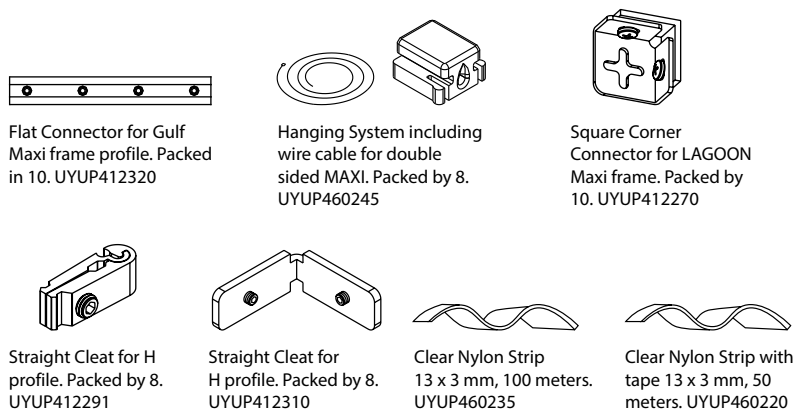 Flat Connector for Gulf
Maxi frame profile. Packed
in 10. UYUP412320
Hanging System including
wire cable for double
sided MAXI. Packed by 8.
UYUP460245
Square Corner
Connector for LAGOON
Maxi frame. Packed by
10. UYUP412270
Straight Cleat for H
profile. Packed by 8.
UYUP412291
Straight Cleat for
H profile. Packed by 8.
UYUP412310
Clear Nylon Strip
13 x 3 mm, 100 meters.
UYUP460235
Clear Nylon Strip with
tape 13 x 3 mm, 50
meters. UYUP460220